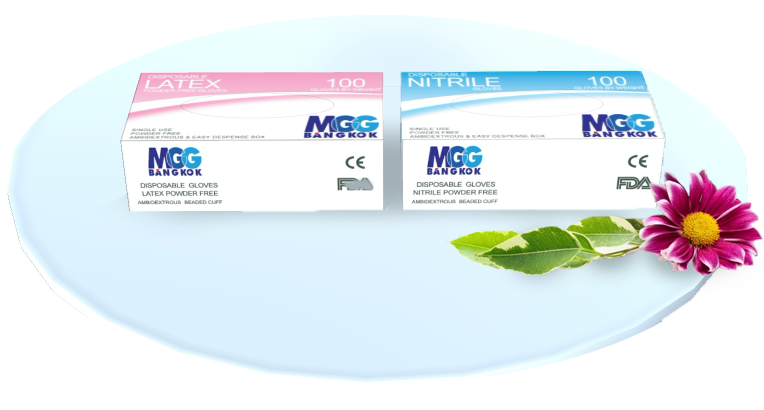 DISPOSABLE
LATEX
POWDER FREE GLOVES
100
GLOVES BY WEIGHT
SINGLE USE
POWDER FREE
AMBIDEXTROUS & EASY DESPENSE BOX
MGG
BANGKOK
MGG
BANGKOK
CE
DISPOSABLE GLOVES
LATEX POWDER FREE
FDA
AMBIDEXTROUS BEADED CUFF
DISPOSABLE
NITRILE
GLOVES
100
GLOVES BY WEIGHT
SINGLE USE
POWDER FREE
AMBIDEXTROUS & EASY DESPENSE BOX
MGG
BANGKOK
MGG
BANGKOK
CE
DISPOSABLE GLOVES
NITRILE POWDER FREE
FDA
AMBIDEXTROUS BEADED CUFF